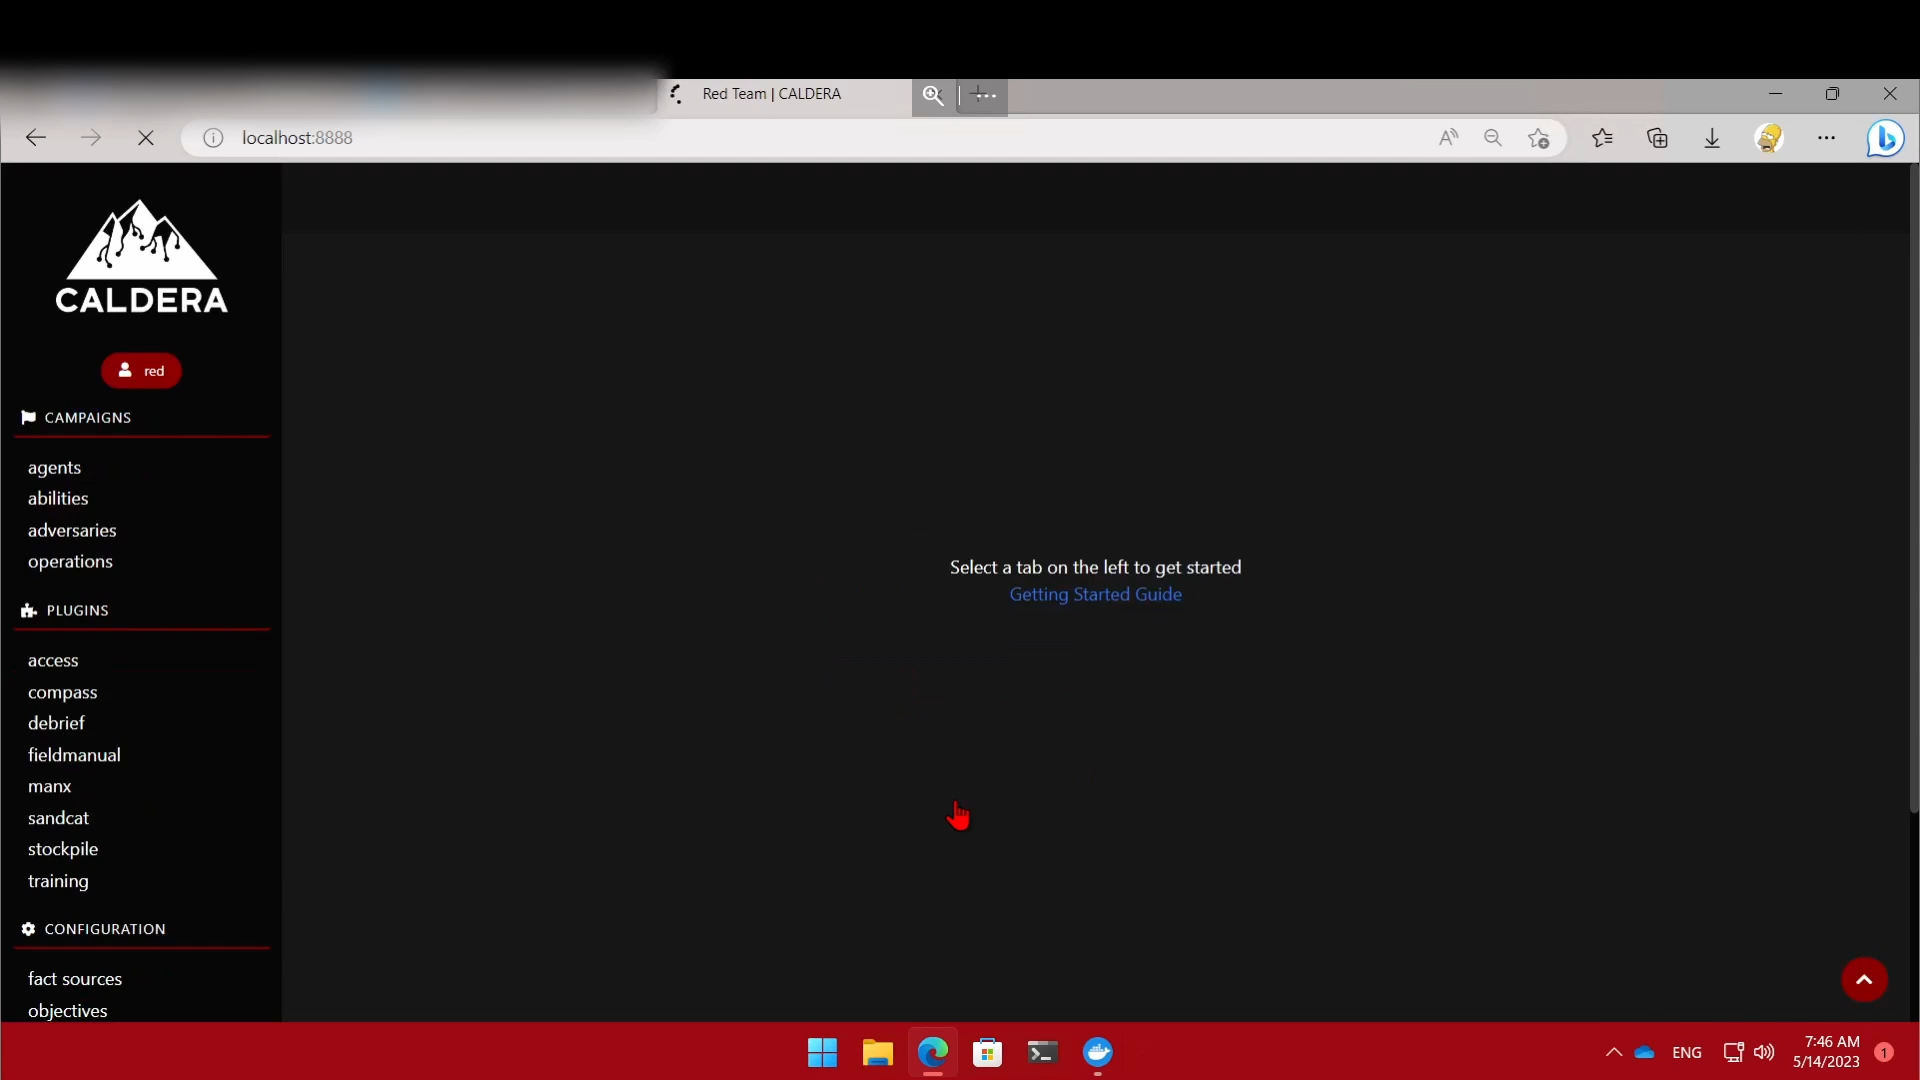 Red Team | CALDERA
localhost:8888
CALDERA
red
CAMPAIGNS
agents
abilities
adversaries
operations
PLUGINS
access
compass
debrief
fieldmanual
manx
sandcat
stockpile
training
CONFIGURATION
fact sources
objectives
Select a tab on the left to get started
Getting Started Guide
ENG
7:46 AM
5/14/2023
1